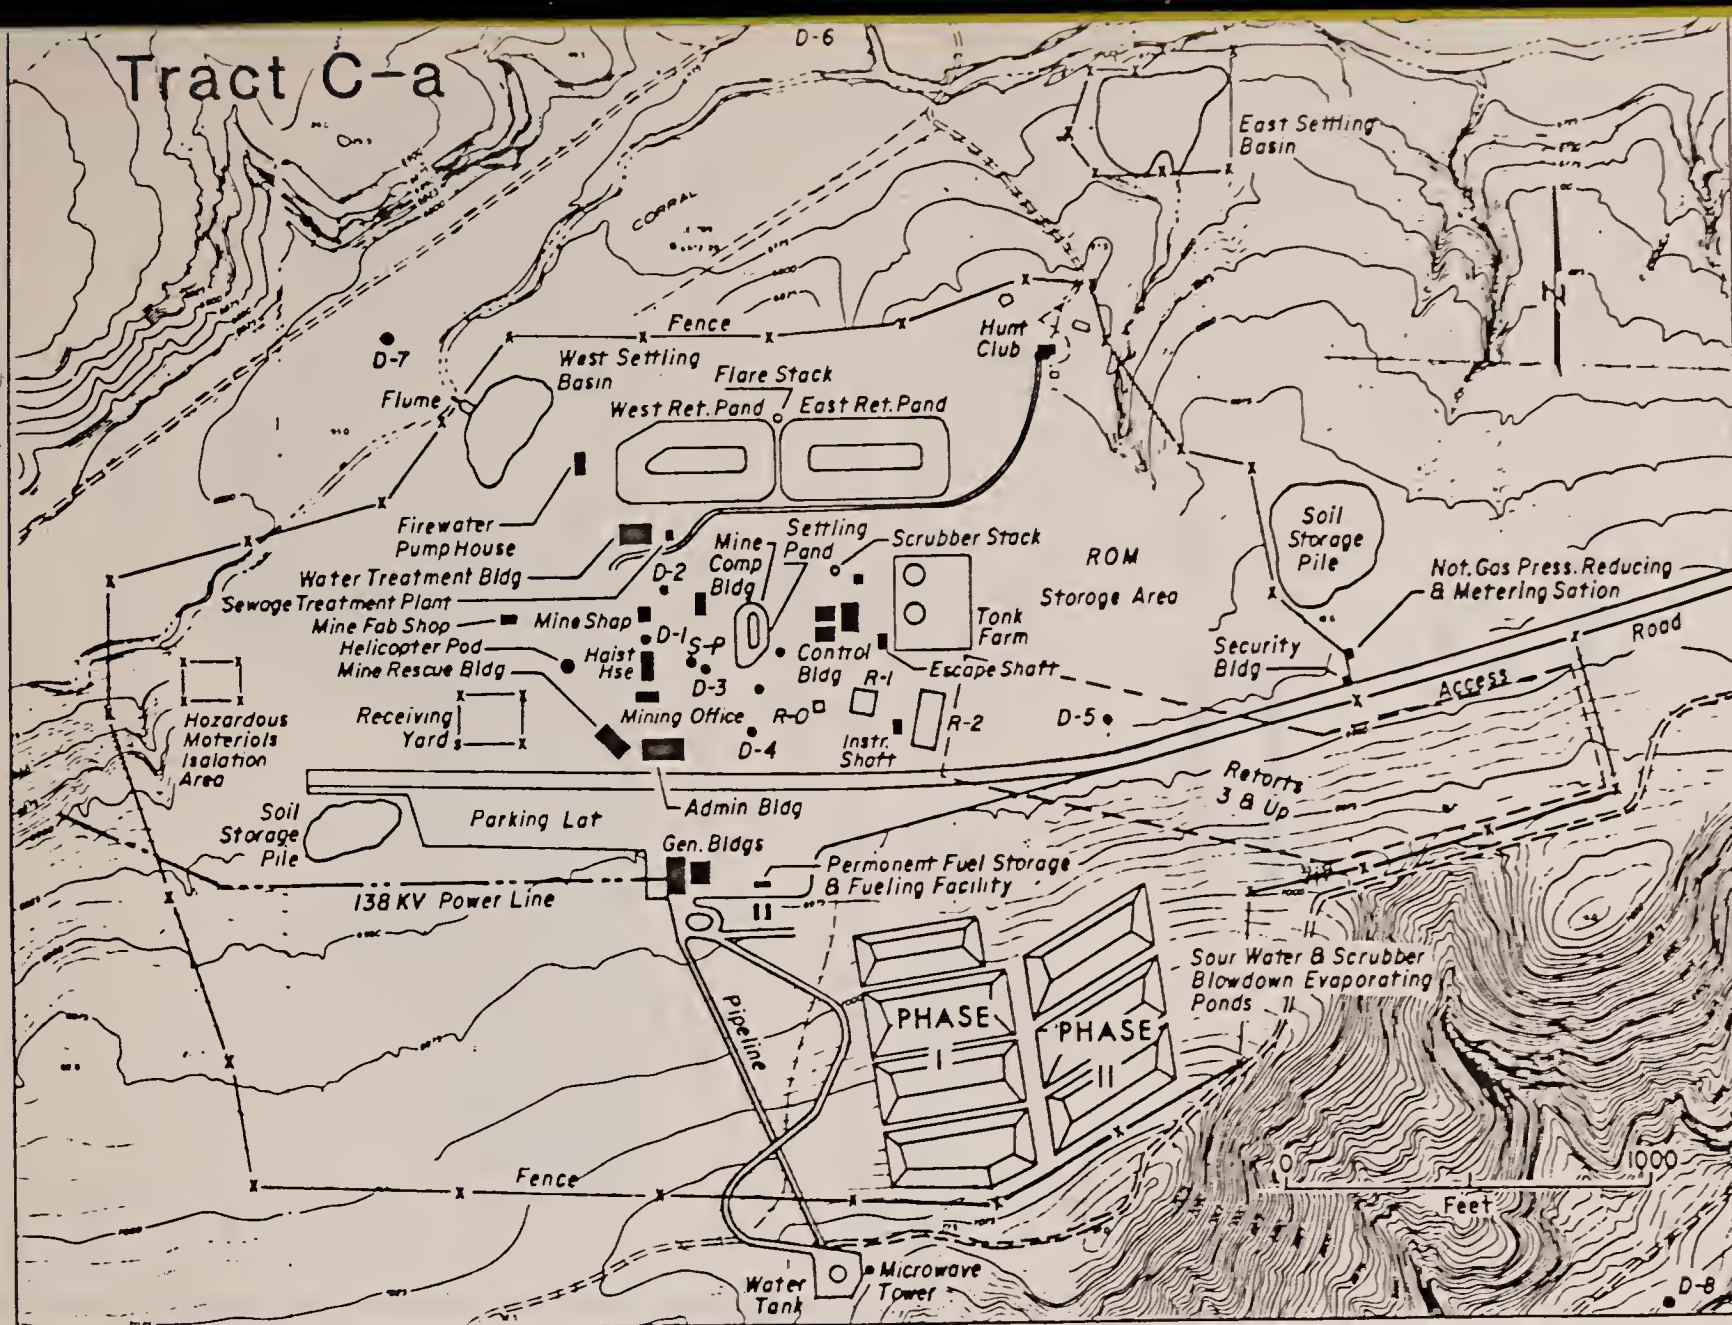 Tract C-a
D-6
East Settling
Basin
CORRAL
N
Fence
Hunt
Club
D-7
West Settling
Basin
Flare Stack
Flume
West Ret. Pond
East Ret. Pond
Firewater
Pump House
Soil
Storage
Pile
Settling
Pond
Mine
Comp
Bldg
Scrubber Stack
ROM
Storage Area
Nat. Gas Press. Reducing
& Metering Sation
Water Treatment Bldg
D-2
Sewage Treatment Plant
Mine Fab Shop
Mine Shop
D-1
S-P
Tank
Farm
Road
Helicopter Pad
Hoist
Hse
Control
Bldg
Security
Bldg
Mine Rescue Bldg
D-3
Escape Shaft
R-1
Access
Hazardous
Materials
Isolation
Area
Receiving
Yard
Mining Office
R-0
R-2
D-5
D-4
Instr.
Shaft
Retorts
3 & Up
Soil
Storage
Pile
Parking Lot
Admin Bldg
Gen. Bldgs
Permanent Fuel Storage
& Fueling Facility
138 KV Power Line
Sour Water & Scrubber
Blowdown Evaporating
Ponds
PHASE
I
PHASE
II
Pipeline
0 1000
Feet
Fence
Water
Tank
Microwave
Tower
D-8